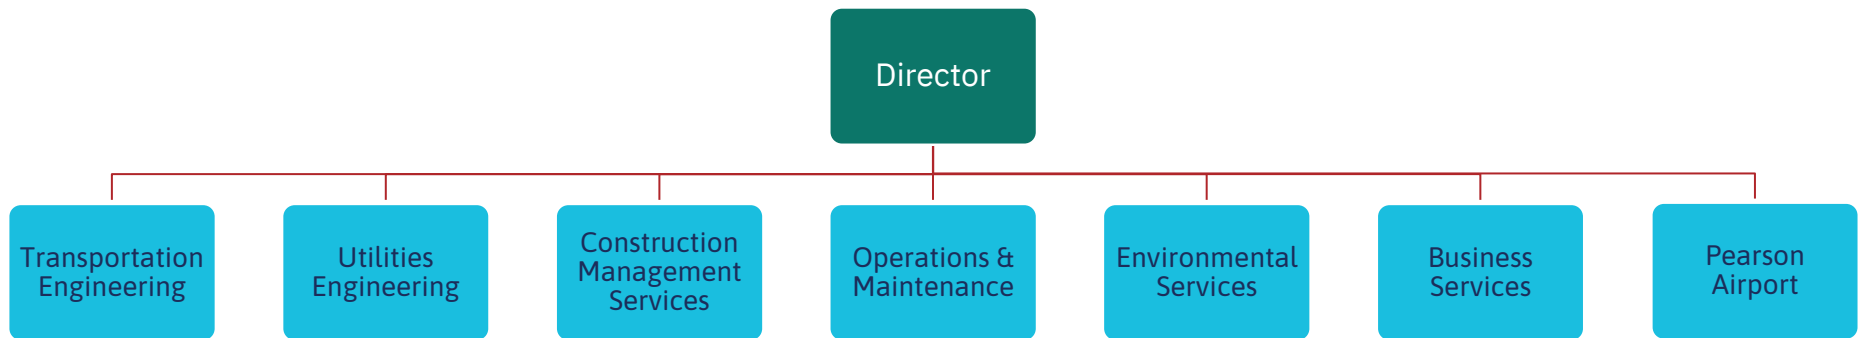 Director
Transportation
Engineering
Utilities
Engineering
Construction
Management
Services
Operations &
Maintenance
Environmental
Services
Business
Services
Pearson
Airport